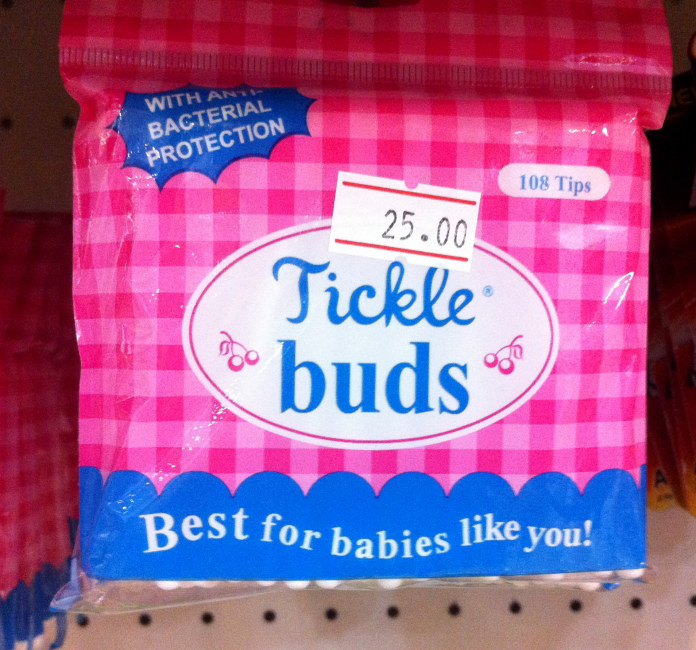 WITH ANTI-
BACTERIAL
PROTECTION
108 Tips
25.00
Tickle®
buds
Best for babies like you!